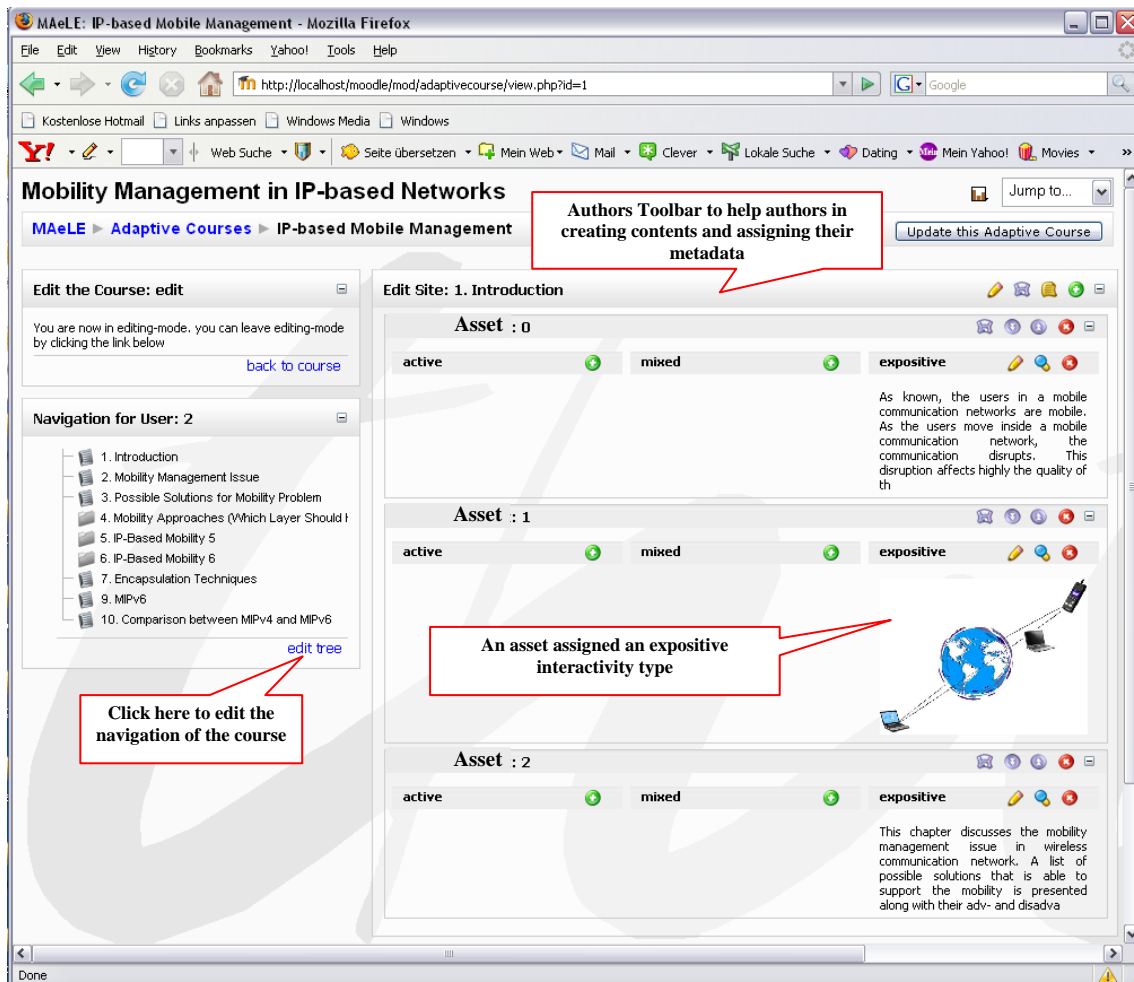 MAeLE: IP-based Mobile Management - Mozilla Firefox
File Edit View History Bookmarks Yahoo! Tools Help
http://localhost/moodle/mod/adaptivecourse/view.php?id=1
G Google
Kostenlose Hotmail Links anpassen Windows Media Windows
Y! Web Suche Seite übersetzen Mein Web Mail Clever Lokale Suche Dating Mein Yahoo! Movies »
Mobility Management in IP-based Networks
Jump to...
MAeLE ► Adaptive Courses ► IP-based Mobile Management
Update this Adaptive Course
Authors Toolbar to help authors in
creating contents and assigning their
metadata
Edit the Course: edit
You are now in editing-mode. you can leave editing-mode
by clicking the link below
back to course
Navigation for User: 2
1. Introduction
2. Mobility Management Issue
3. Possible Solutions for Mobility Problem
4. Mobility Approaches (Which Layer Should
5. IP-Based Mobility 5
6. IP-Based Mobility 6
7. Encapsulation Techniques
9. MIPv6
10. Comparison between MIPv4 and MIPv6
edit tree
Click here to edit the
navigation of the course
Edit Site: 1. Introduction
Asset : 0
active mixed expositive
As known, the users in a mobile
communication networks are mobile.
As the users move inside a mobile
communication network, the
communication disrupts. This
disruption affects highly the quality of
th
Asset : 1
active mixed expositive
An asset assigned an expositive
interactivity type
Asset : 2
active mixed expositive
This chapter discusses the mobility
management issue in wireless
communication network. A list of
possible solutions that is able to
support the mobility is presented
along with their adv- and disadva
Done